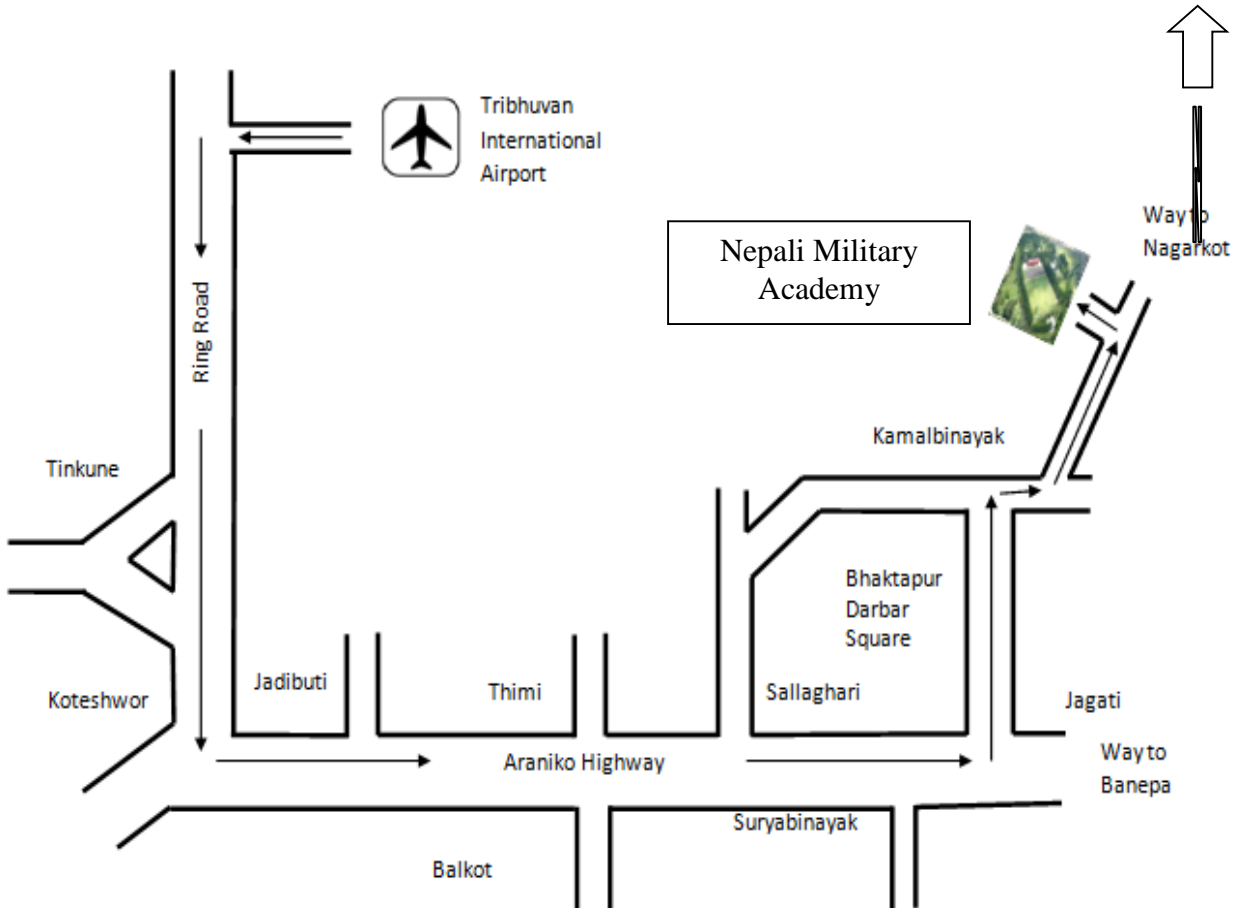 Tribhuvan
International
Airport
N
Way to
Nagarkot
Nepali Military
Academy
Ring Road
Kamalbinayak
Tinkune
Bhaktapur
Darbar
Square
Jadibuti
Thimi
Sallaghari
Koteshwor
Jagati
Araniko Highway
Way to
Banepa
Suryabinayak
Balkot